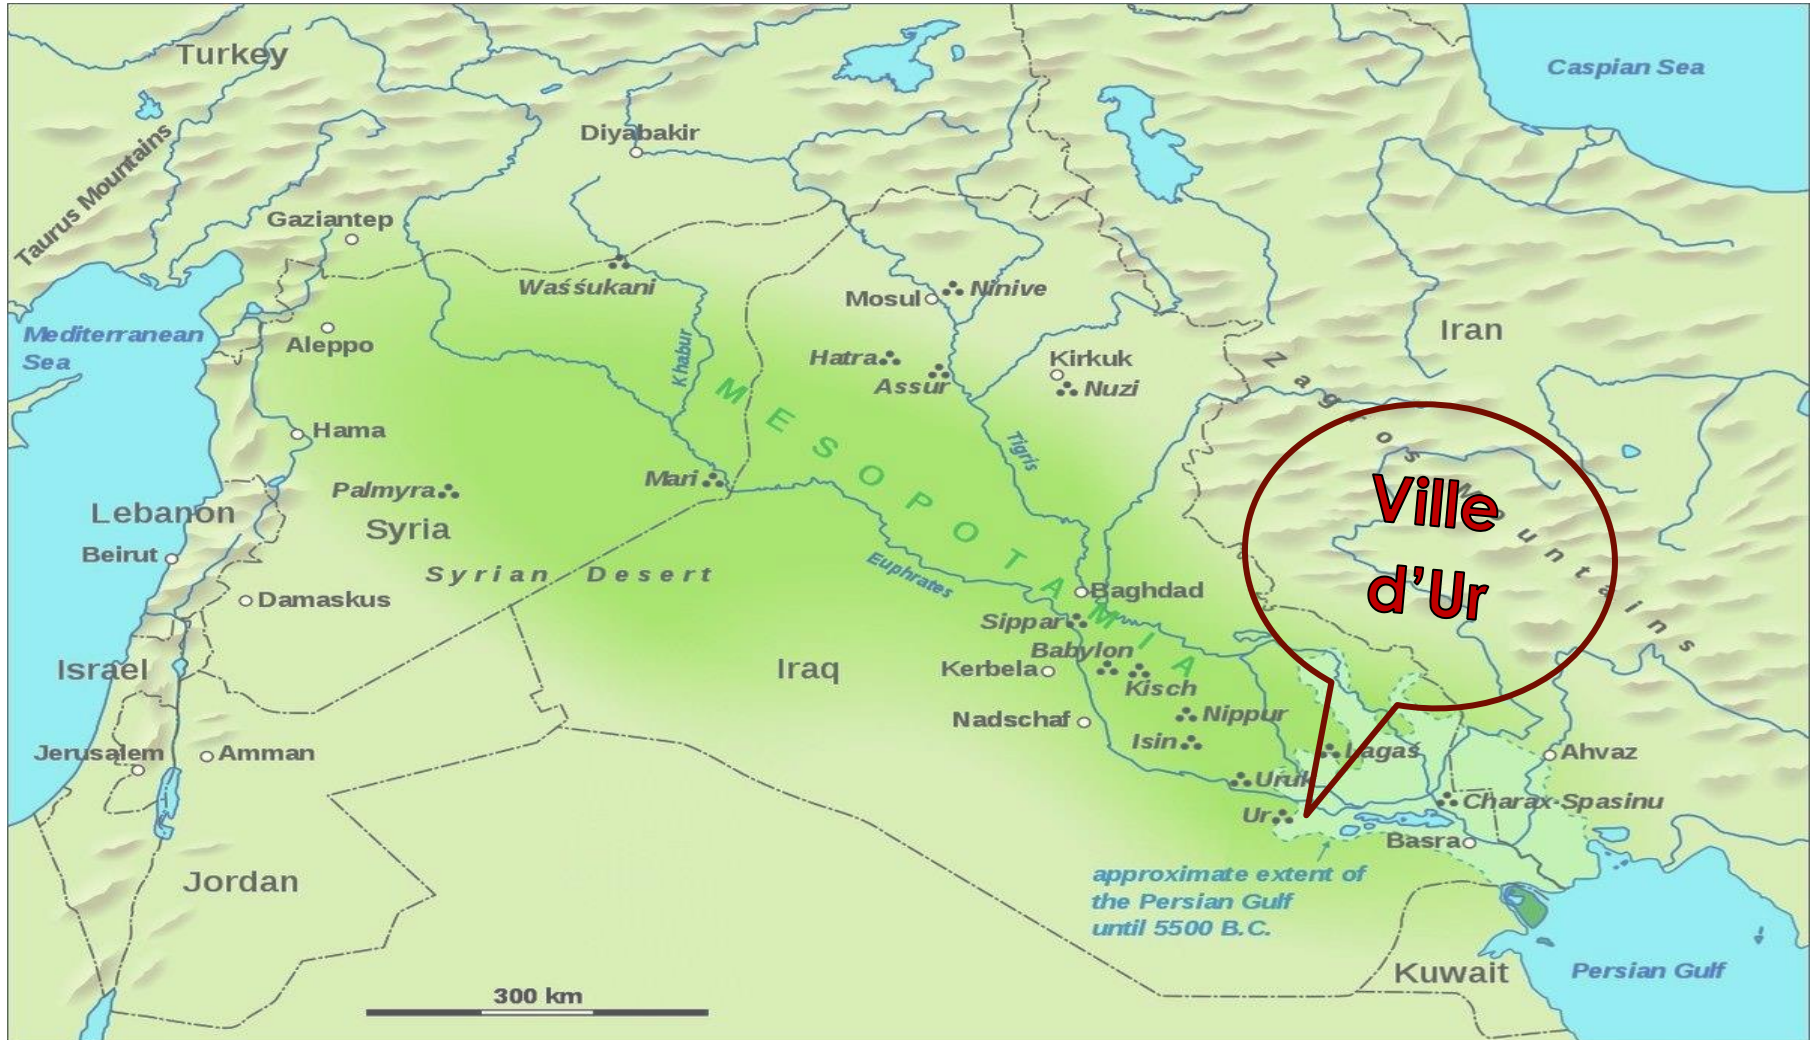 Turkey
Caspian Sea
Taurus Mountains
Diyabakir
Gaziantep
Waśśukani
Mosul
Ninive
Mediterranean
Sea
Aleppo
Khabur
Hatra
Assur
Kirkuk
Nuzi
Iran
Zagros Mountains
MESOPOTAMIA
Hama
Tigris
Mari
Palmyra
Lebanon
Syria
Beirut
Syrian Desert
Euphrates
Damaskus
Baghdad
Sippar
Babylon
Ville
d'Ur
Israel
Iraq
Kerbela
Kisch
Nippur
Nadschaf
Isin
Jerusalem
Amman
Lagaš
Ahvaz
Uruk
Ur
Charax-Spasinu
Basra
approximate extent of
the Persian Gulf
until 5500 B.C.
Jordan
Kuwait
Persian Gulf
300 km